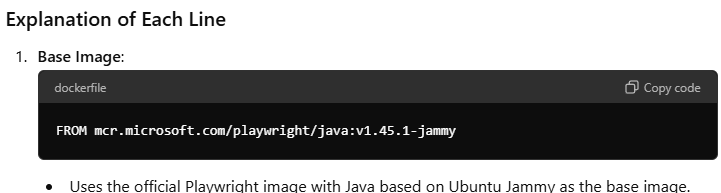 Explanation of Each Line
1. Base Image:
dockerfile
Copy code
FROM mcr.microsoft.com/playwright/java:v1.45.1-jammy
• Uses the official Playwright image with Java based on Ubuntu Jammy as the base image.